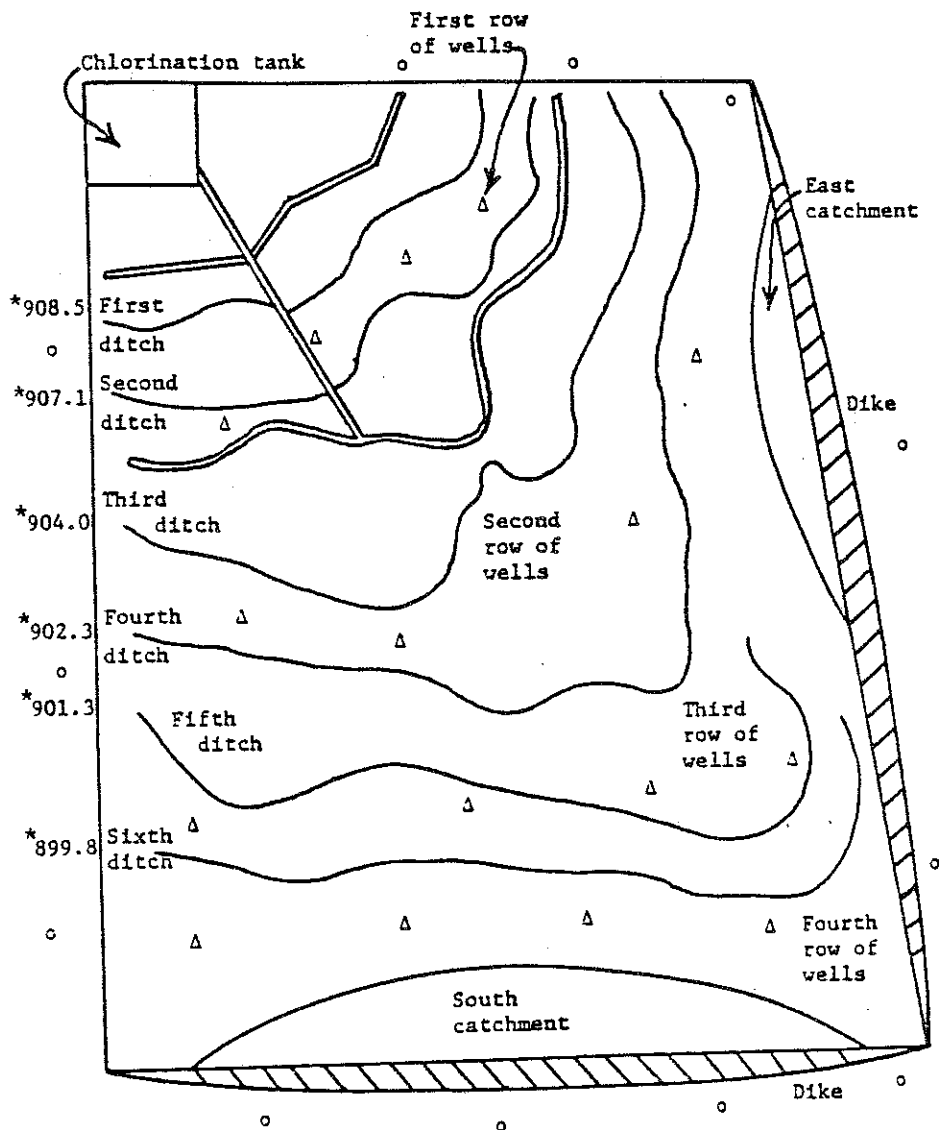 First row
of wells
Chlorination tank
East
catchment
*908.5
First
ditch
*907.1
Second
ditch
Dike
*904.0
Third
ditch
Second
row of
wells
*902.3
Fourth
ditch
*901.3
Fifth
ditch
Third
row of
wells
*899.8
Sixth
ditch
Fourth
row of
wells
South
catchment
Dike